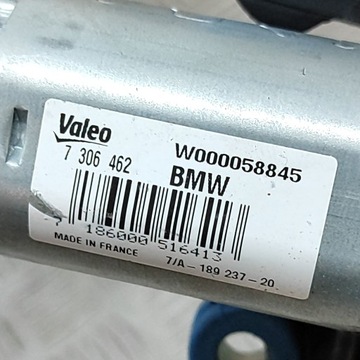 Valeo
W000058845
7 306 462
BMW
186000 516413
MADE IN FRANCE
7/A-189 237-20